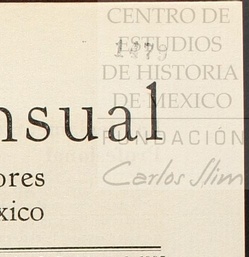 CENTRO DE
ESTUDIOS
DE HISTORIA
DE MEXICO
FUNDACIÓN
Carlos Slim
nsual
ores
xico